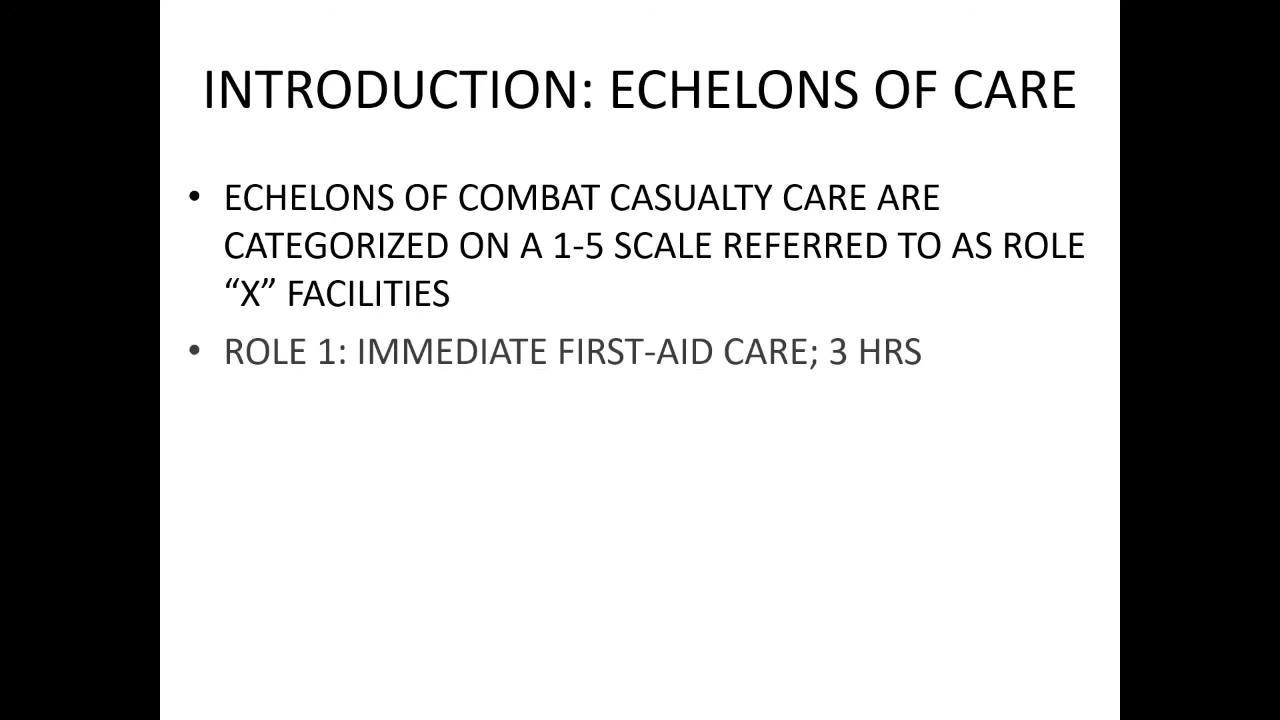 INTRODUCTION: ECHELONS OF CARE
• ECHELONS OF COMBAT CASUALTY CARE ARE
CATEGORIZED ON A 1-5 SCALE REFERRED TO AS ROLE
“X” FACILITIES
• ROLE 1: IMMEDIATE FIRST-AID CARE; 3 HRS